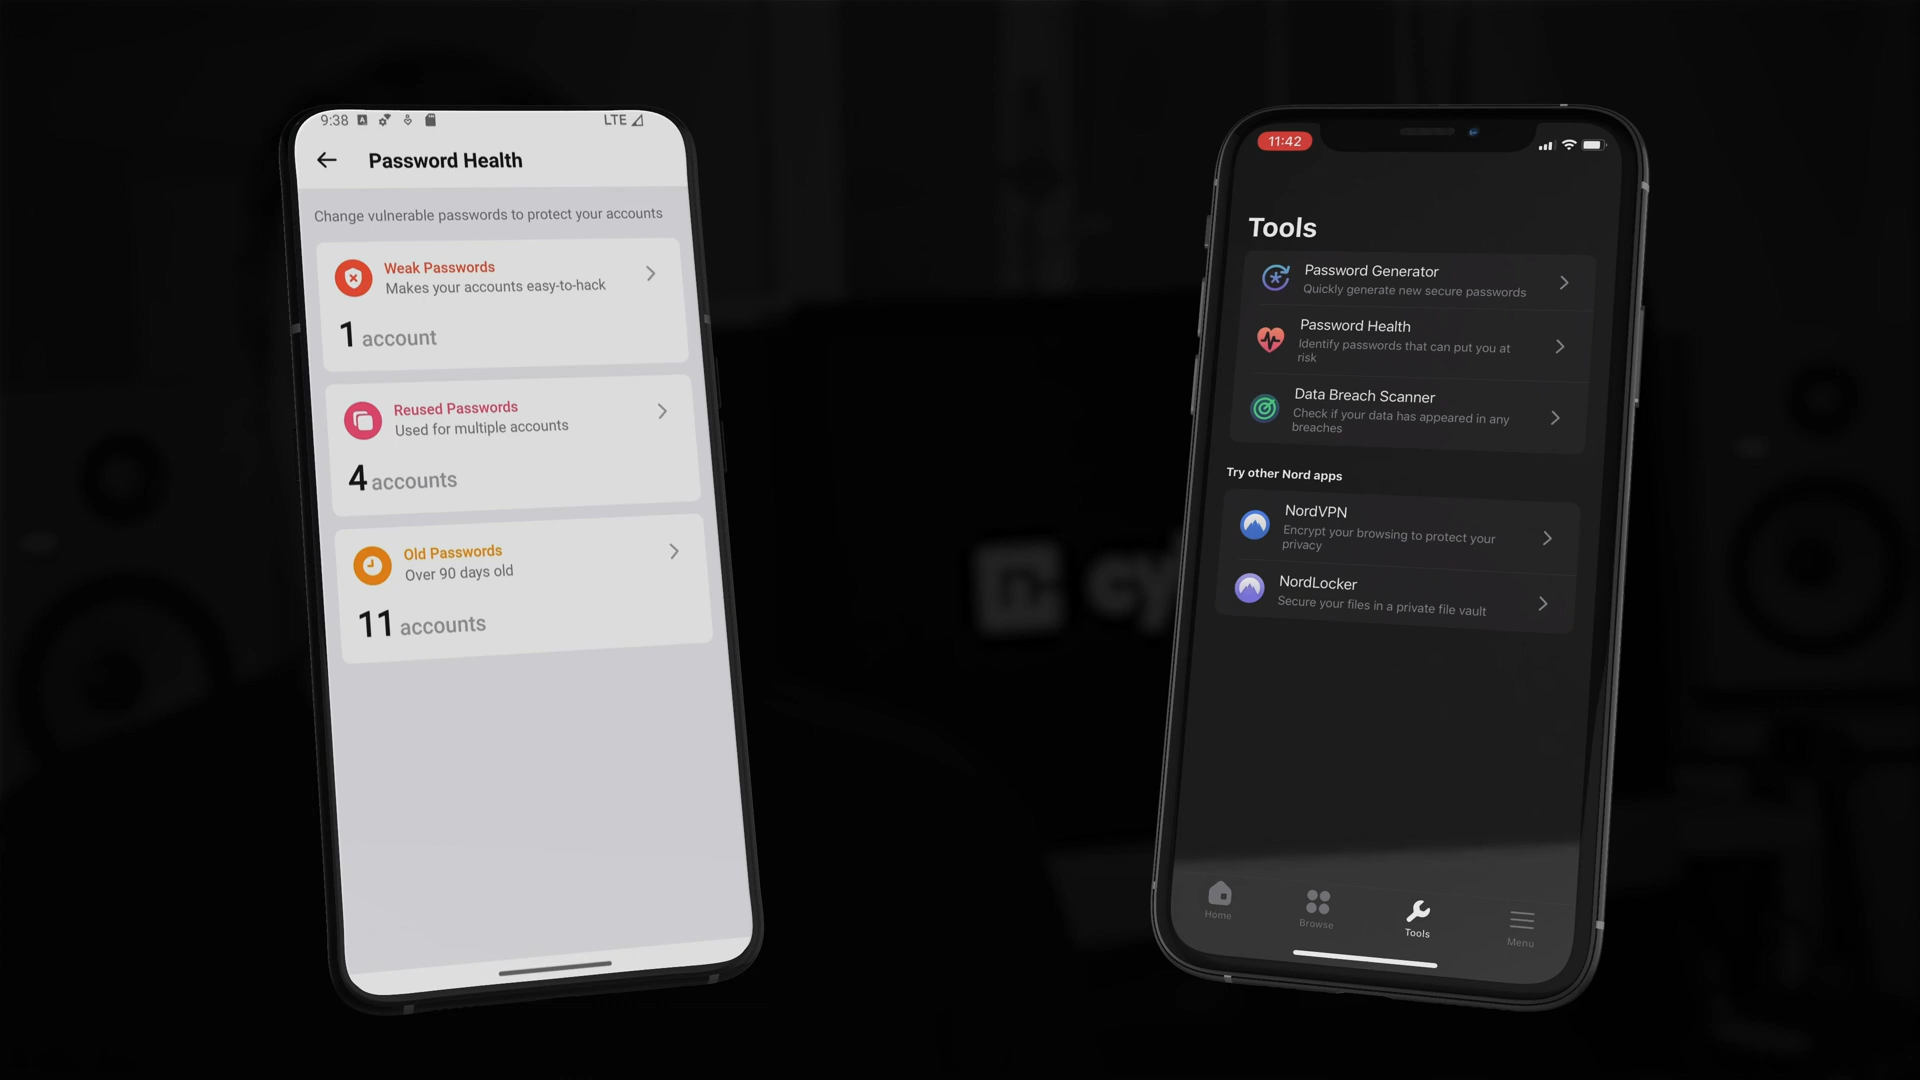 9:38
LTE
Password Health
Change vulnerable passwords to protect your accounts
Weak Passwords
Makes your accounts easy-to-hack
1 account
Reused Passwords
Used for multiple accounts
4 accounts
Old Passwords
Over 90 days old
11 accounts
11:42
Tools
Password Generator
Quickly generate new secure passwords
Password Health
Identify passwords that can put you at
risk
Data Breach Scanner
Check if your data has appeared in any
breaches
Try other Nord apps
NordVPN
Encrypt your browsing to protect your
privacy
NordLocker
Secure your files in a private file vault
Home
Browse
Tools
Menu